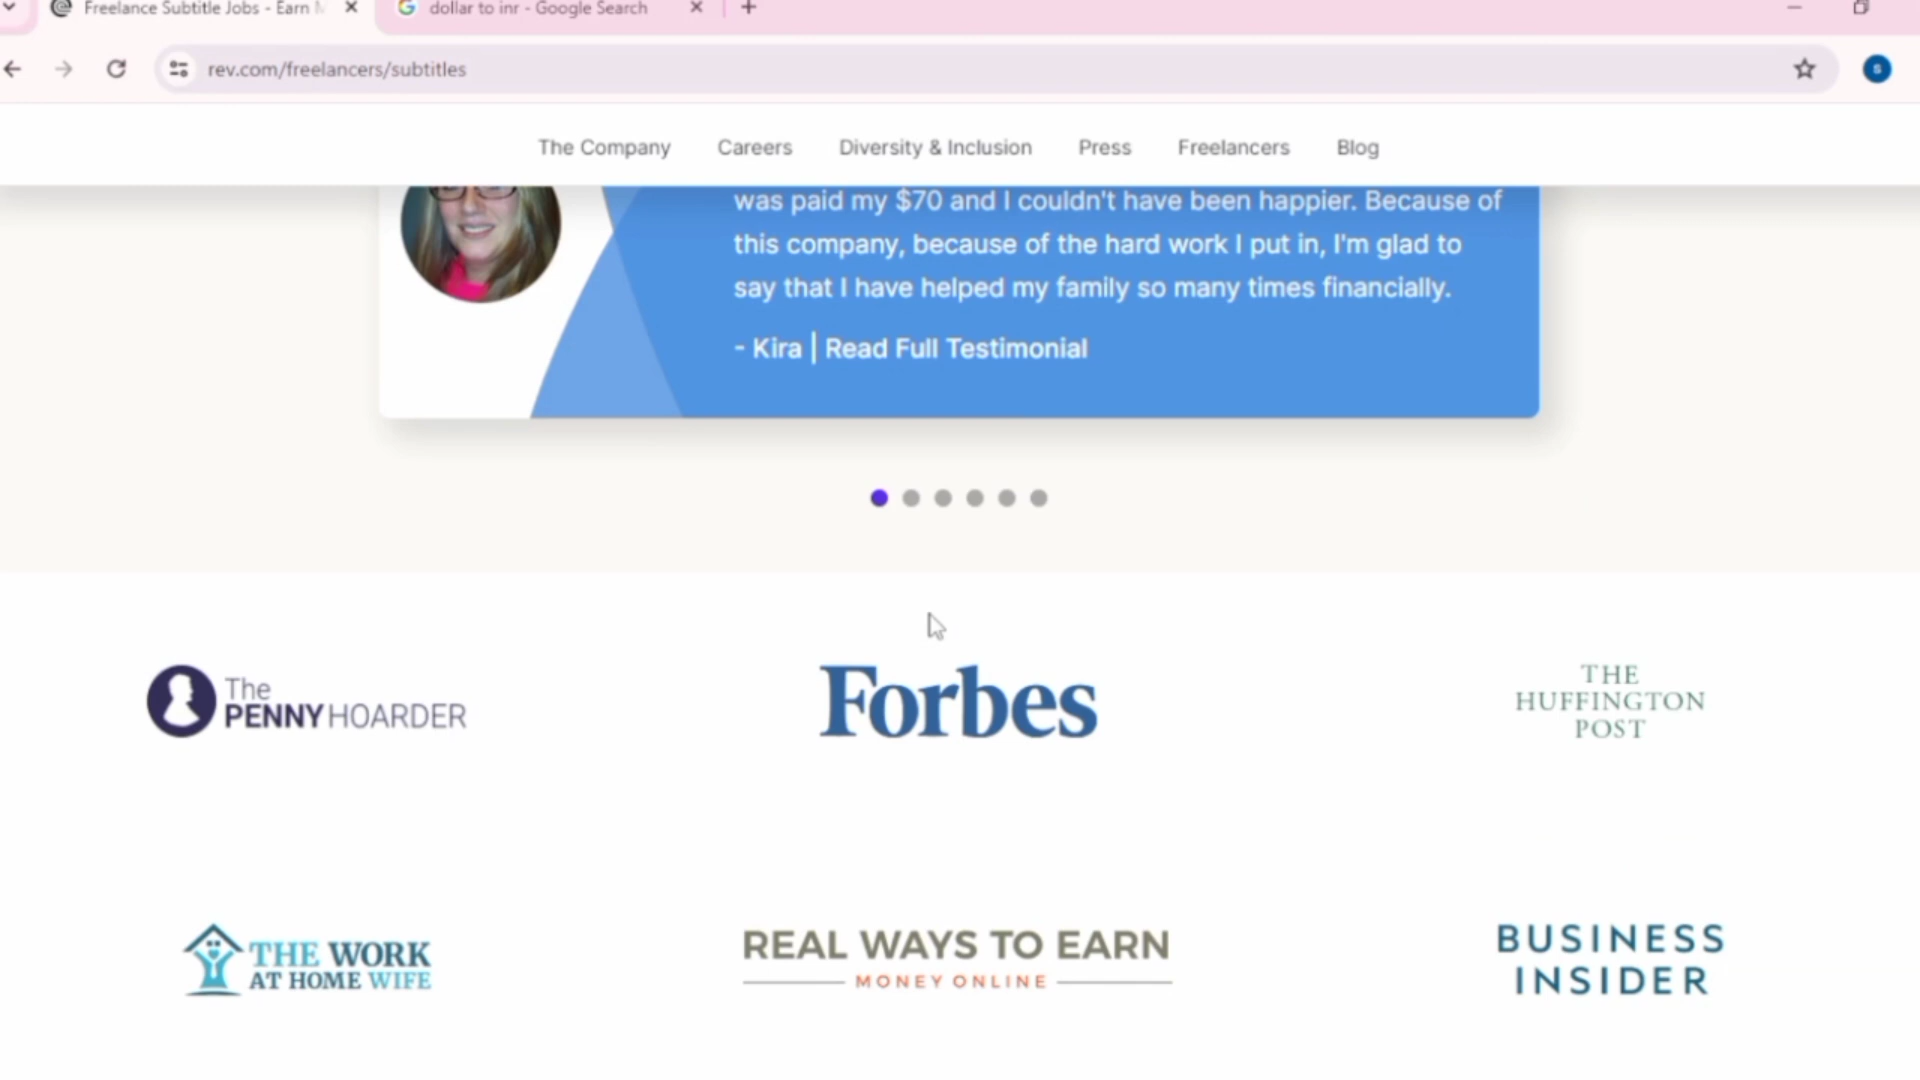 Freelance Subtitle Jobs - Earn M
dollar to inr - Google Search
rev.com/freelancers/subtitles
S
The Company Careers Diversity & Inclusion Press Freelancers Blog
was paid my $70 and I couldn't have been happier. Because of
this company, because of the hard work I put in, I'm glad to
say that I have helped my family so many times financially.
- Kira | Read Full Testimonial
The
PENNY HOARDER
Forbes
THE
HUFFINGTON
POST
THE WORK
AT HOME WIFE
REAL WAYS TO EARN
MONEY ONLINE
BUSINESS
INSIDER